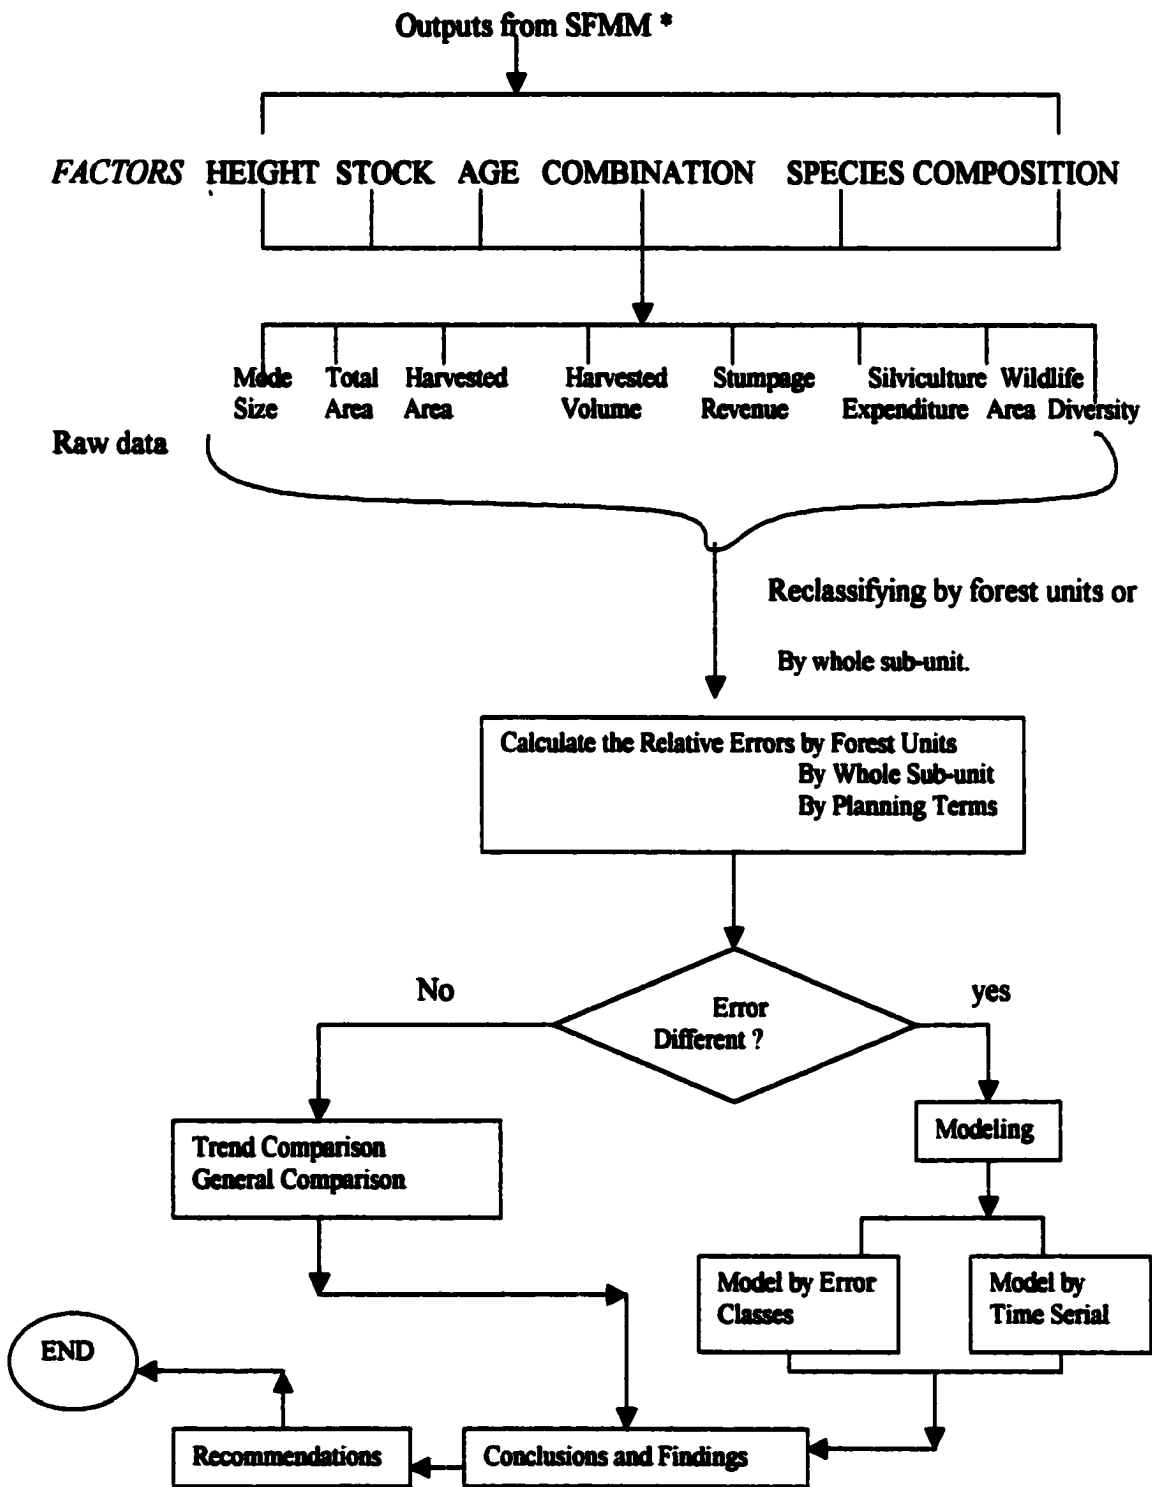 Outputs from SFMM *
FACTORS HEIGHT STOCK AGE COMBINATION SPECIES COMPOSITION
Mode Total Harvested Harvested Stumpage Silviculture Wildlife
Size Area Area Volume Revenue Expenditure Area Diversity
Raw data
Reclassifying by forest units or
By whole sub-unit.
Calculate the Relative Errors by Forest Units
By Whole Sub-unit
By Planning Terms
No
yes
Error
Different ?
Trend Comparison
General Comparison
Modeling
Model by Error
Classes
Model by
Time Serial
END
Recommendations
Conclusions and Findings